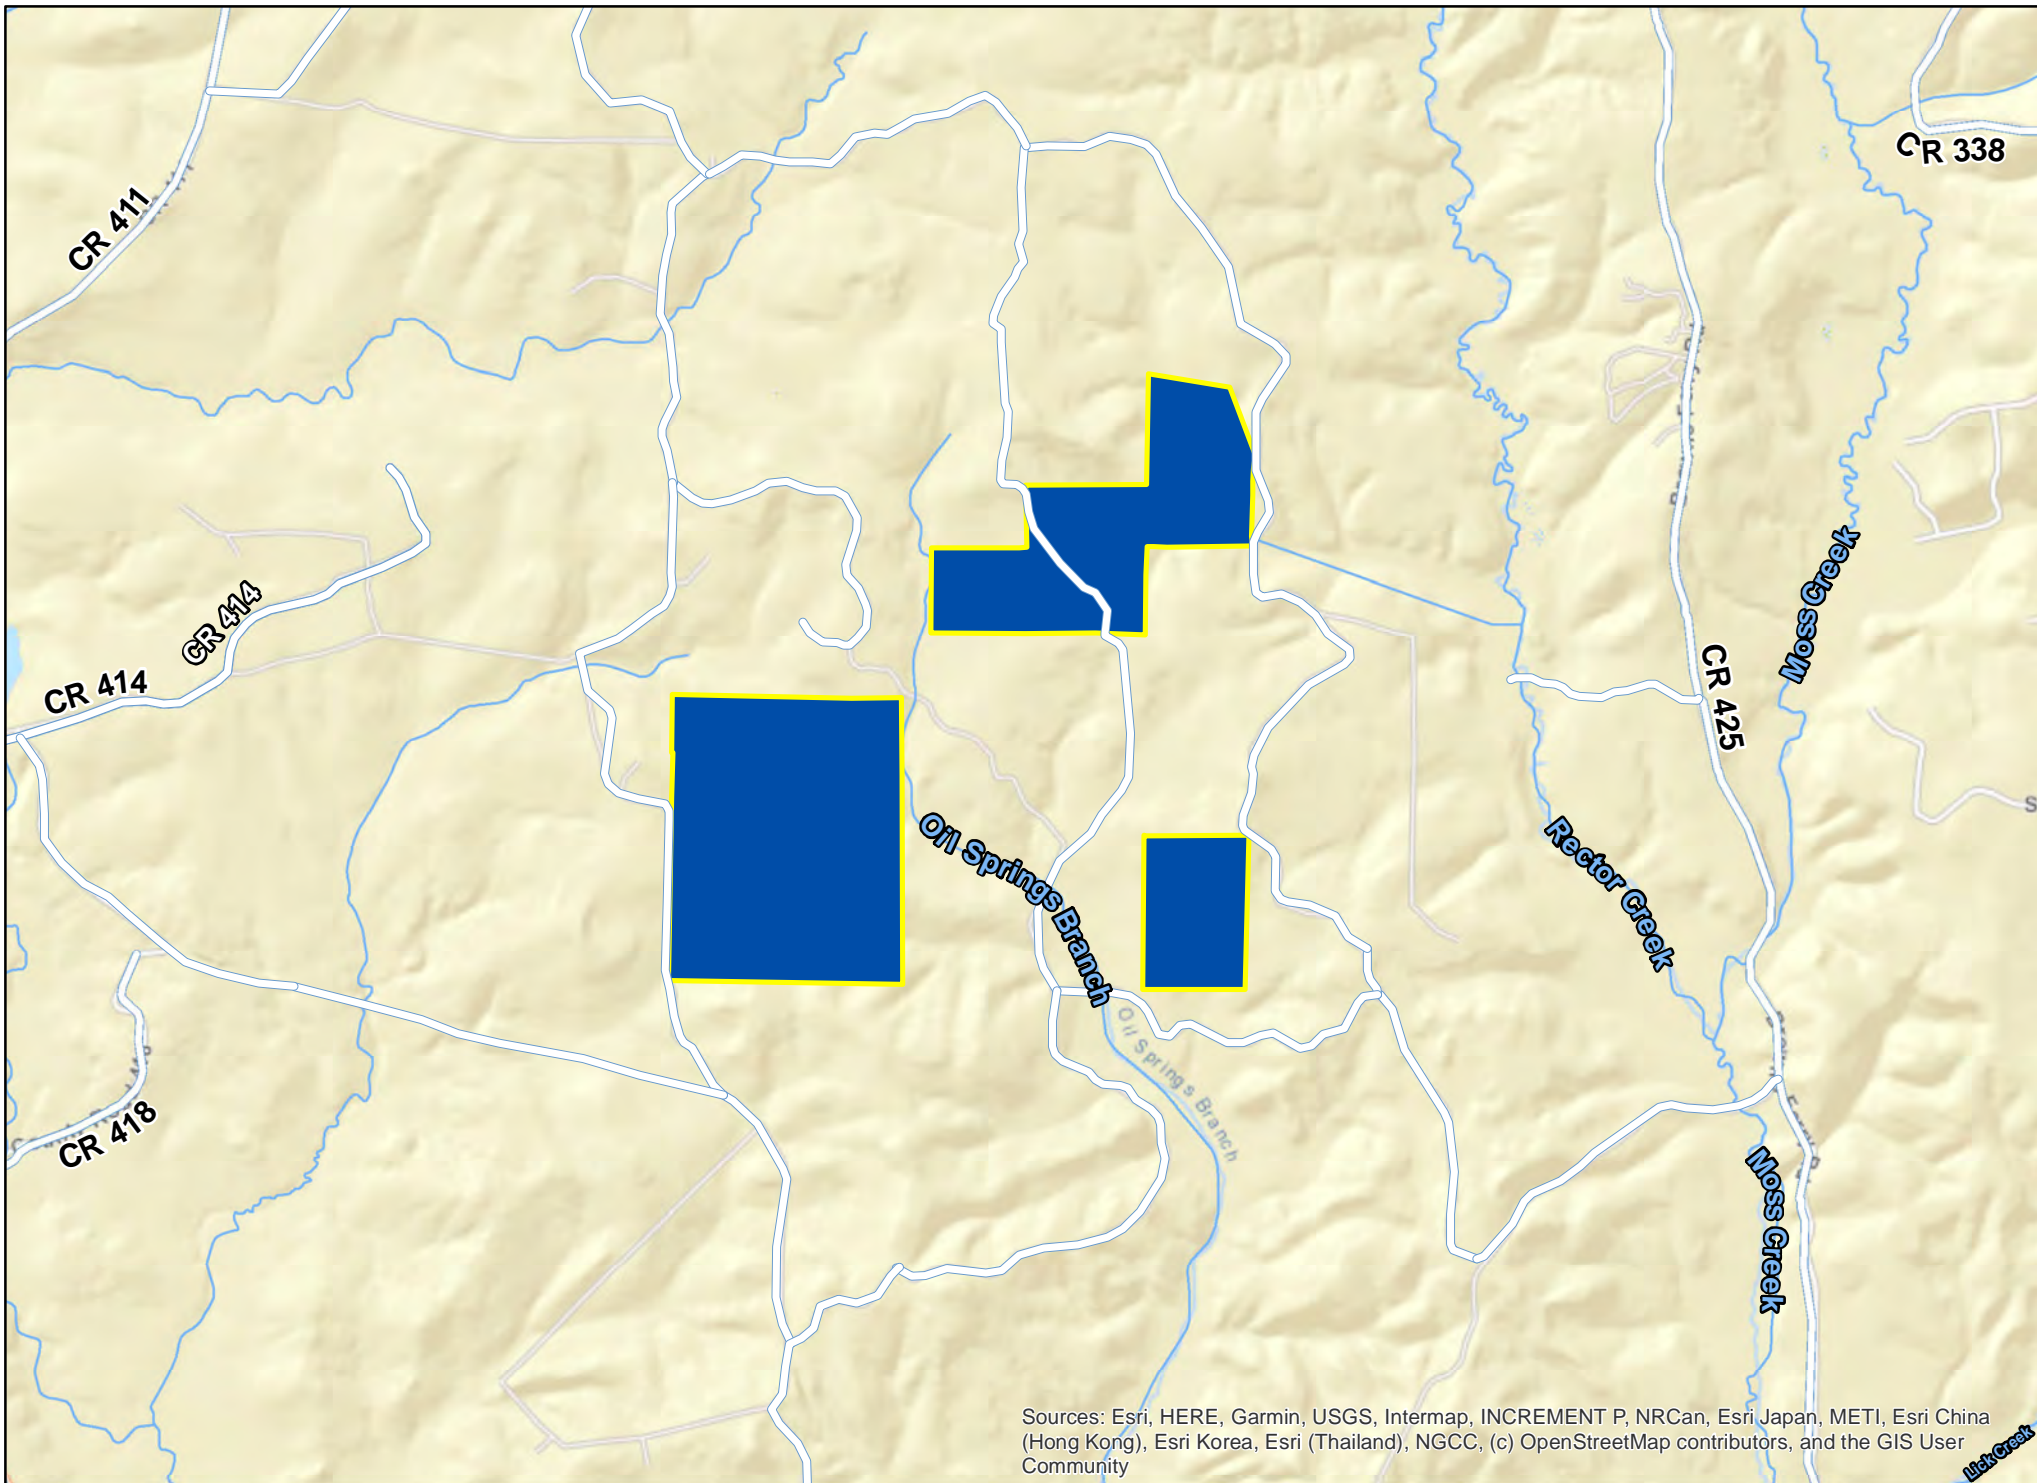 CR 338
CR 411
CR 414
CR 414
Moss Creek
CR 425
Rector Creek
Oil Springs Branch
Oil Springs Branch
CR 418
Moss Creek
Sources: Esri, HERE, Garmin, USGS, Intermap, INCREMENT P, NRCan, Esri Japan, METI, Esri China
(Hong Kong), Esri Korea, Esri (Thailand), NGCC, (c) OpenStreetMap contributors, and the GIS User
Community
Lick Creek